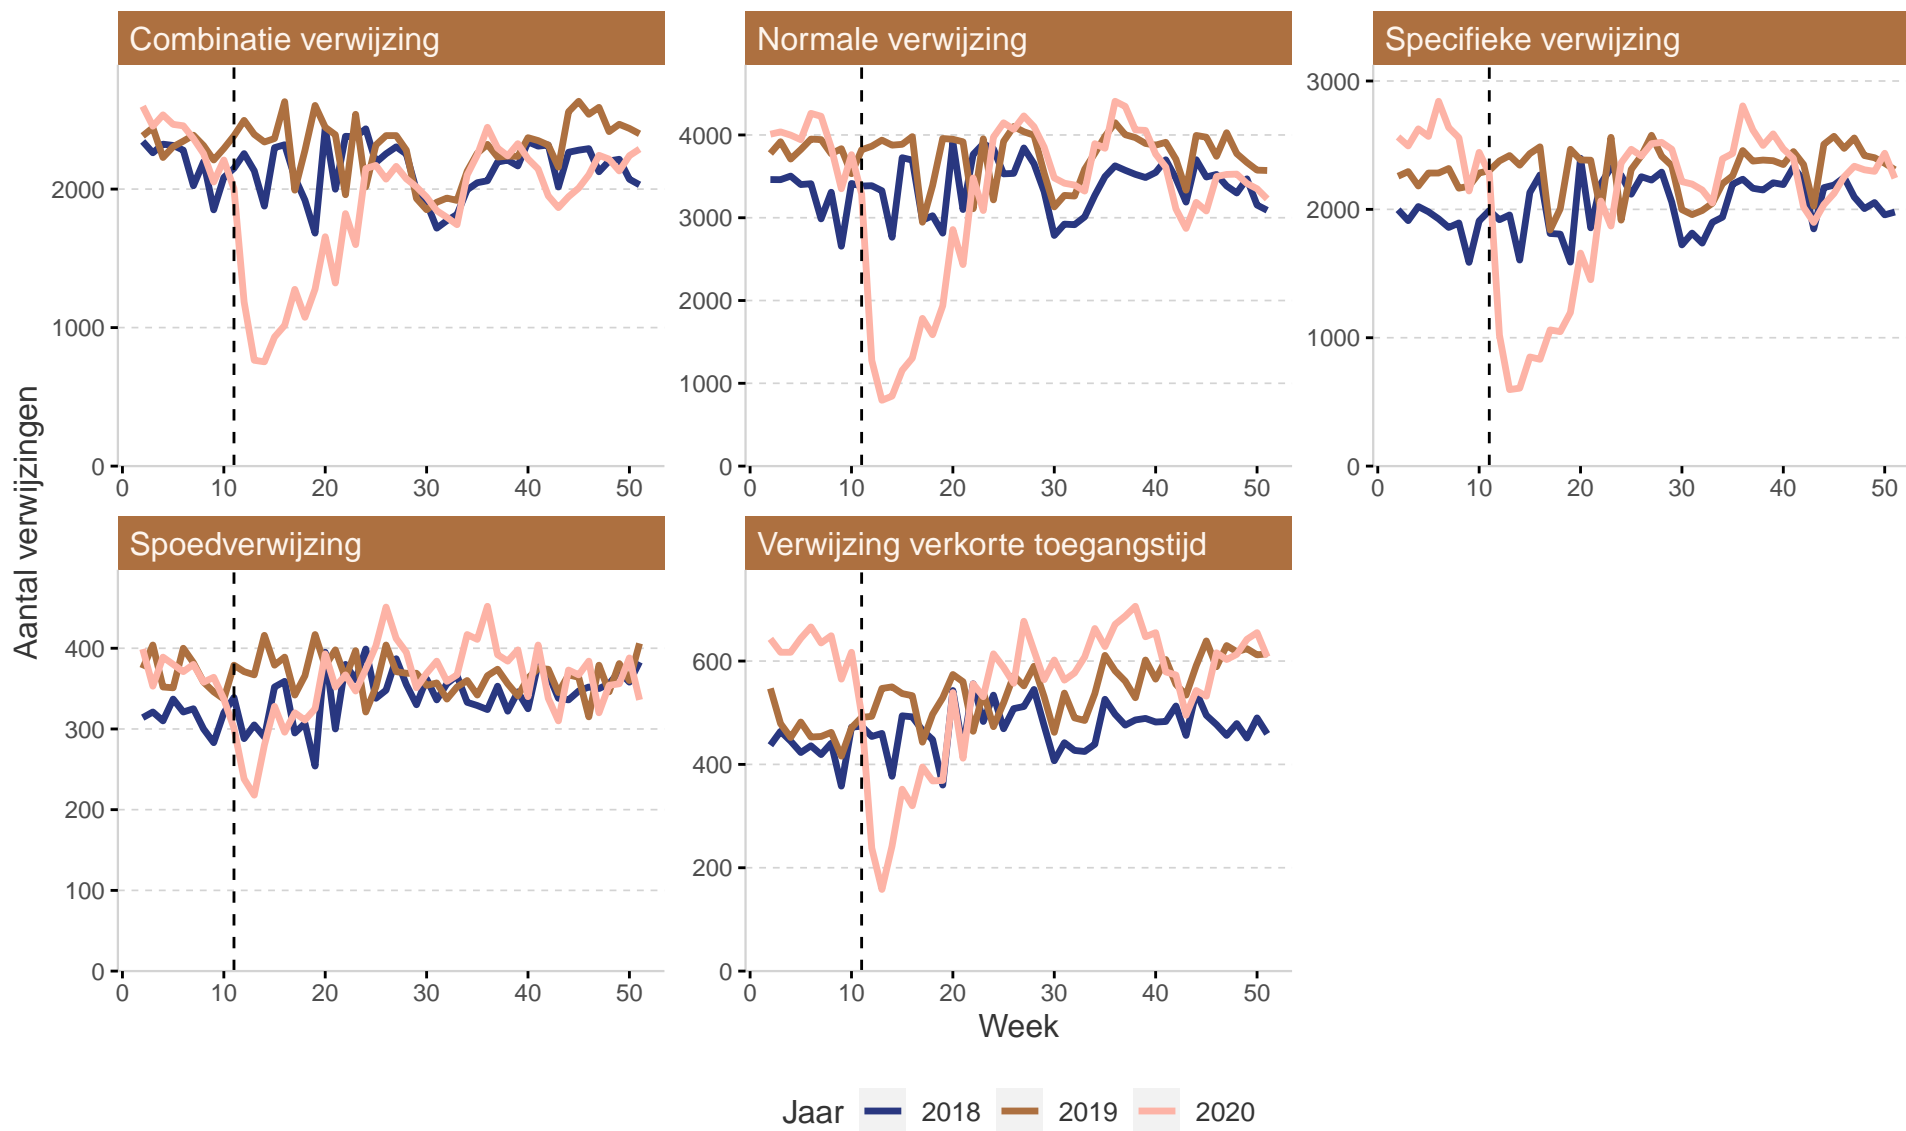 Combinatie verwijzing
Normale verwijzing
Specifieke verwijzing
2000
1000
0
0 10 20 30 40 50
4000
3000
2000
1000
0
0 10 20 30 40 50
3000
2000
1000
0
0 10 20 30 40 50
Aantal verwijzingen
Spoedverwijzing
Verwijzing verkorte toegangstijd
400
300
200
100
0
0 10 20 30 40 50
600
400
200
0
0 10 20 30 40 50
Week
Jaar 2018 2019 2020